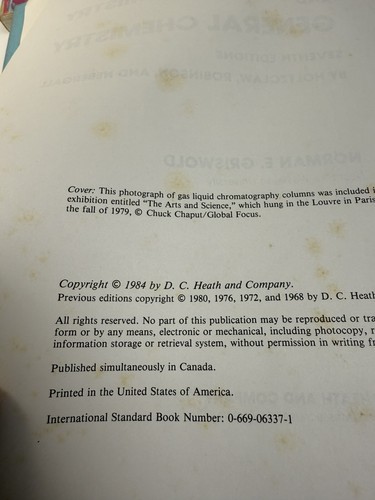 Cover: This photograph of gas liquid chromatography columns was included i
exhibition entitled "The Arts and Science," which hung in the Louvre in Paris
the fall of 1979, © Chuck Chaput/Global Focus.
Copyright © 1984 by D. C. Heath and Company.
Previous editions copyright © 1980, 1976, 1972, and 1968 by D. C. Heath
All rights reserved. No part of this publication may be reproduced or tra
form or by any means, electronic or mechanical, including photocopy, r
information storage or retrieval system, without permission in writing fr
Published simultaneously in Canada.
Printed in the United States of America.
International Standard Book Number: 0-669-06337-1